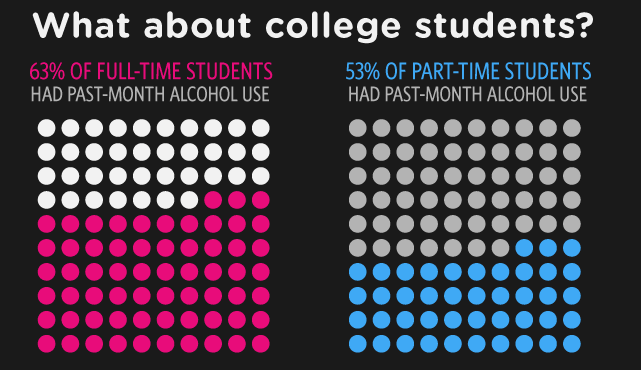 What about college students?
63% OF FULL-TIME STUDENTS
HAD PAST-MONTH ALCOHOL USE
53% OF PART-TIME STUDENTS
HAD PAST-MONTH ALCOHOL USE